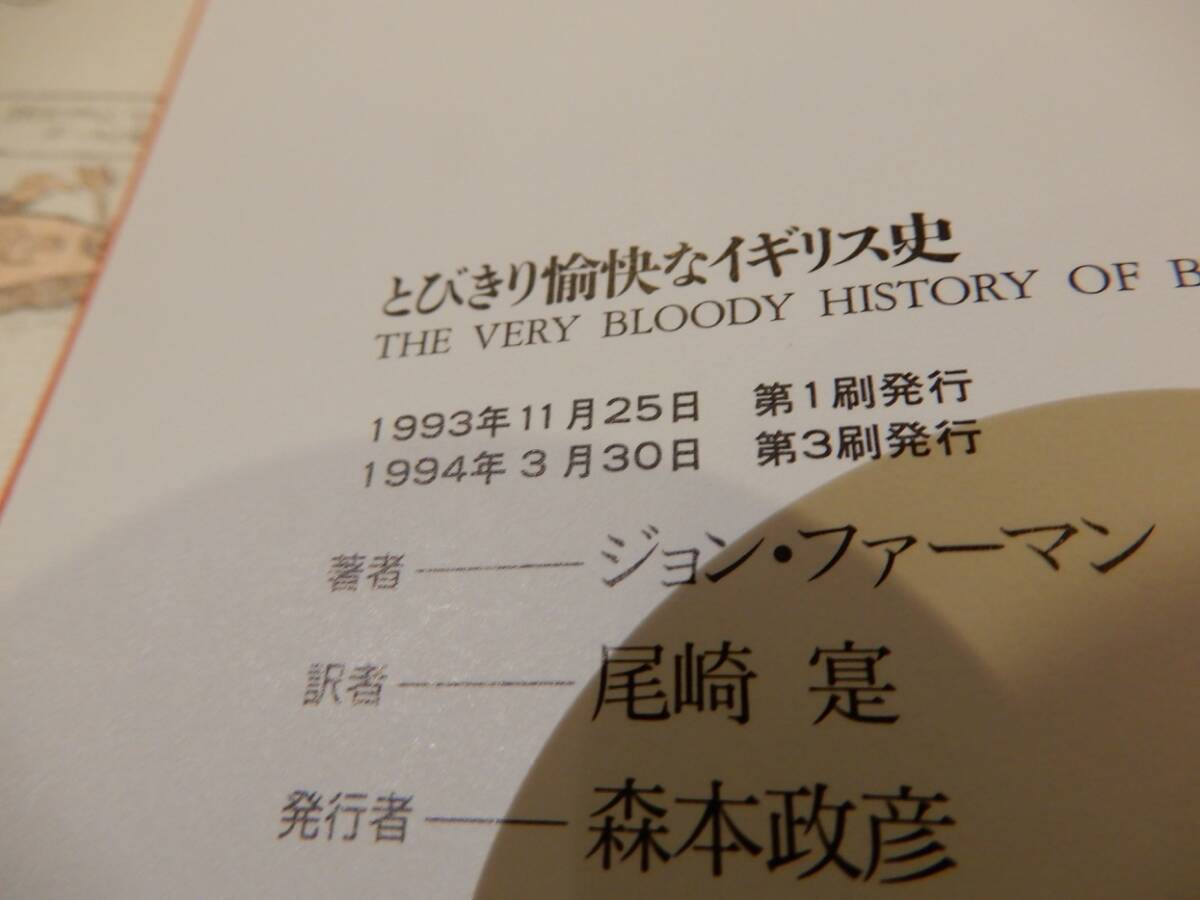 とびきり愉快なイギリス史
THE VERY BLOODY HISTORY OF B
1993年11月25日 第1刷発行
1994年3月30日 第3刷発行
著者――ジョン・ファーマン
訳者――尾崎 寔
発行者――森本政彦